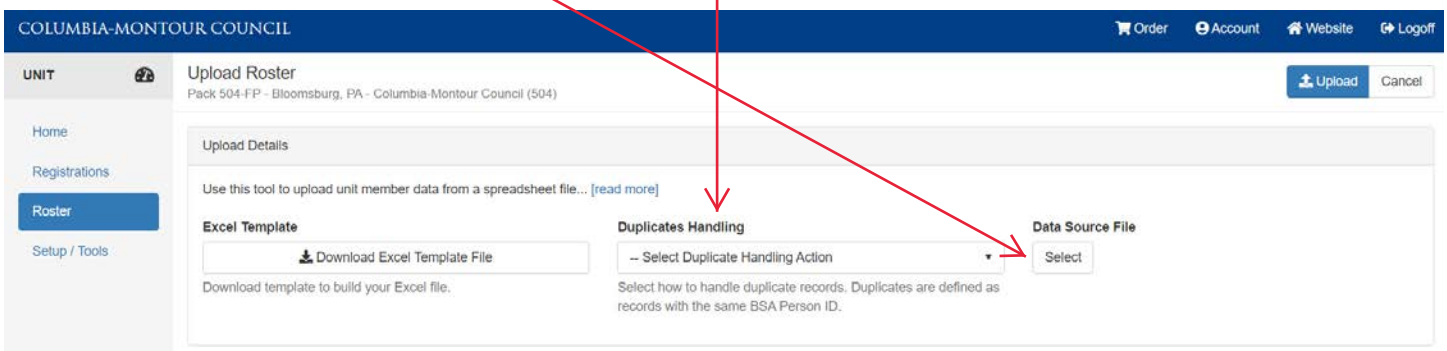 COLUMBIA-MONTOUR COUNCIL
Order Account Website Logoff
UNIT
Upload Roster
Pack 504-FP - Bloomsburg, PA - Columbia-Montour Council (504)
Upload Cancel
Home
Registrations
Roster
Setup / Tools
Upload Details
Use this tool to upload unit member data from a spreadsheet file... [read more]
Excel Template
Download Excel Template File
Download template to build your Excel file.
Duplicates Handling
-- Select Duplicate Handling Action
Select how to handle duplicate records. Duplicates are defined as
records with the same BSA Person ID.
Data Source File
Select